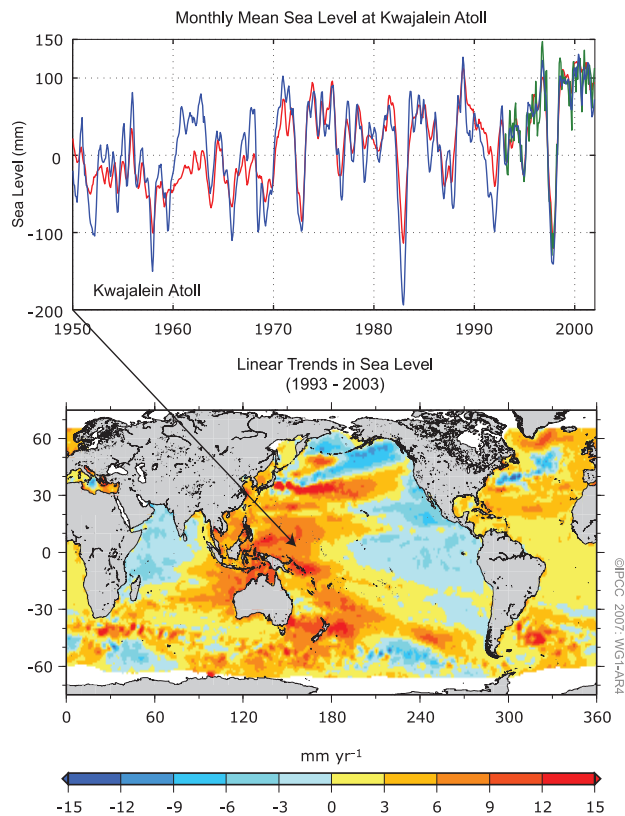 Monthly Mean Sea Level at Kwajalein Atoll
150
100
0
-100
-200
Sea Level (mm)
Kwajalein Atoll
1950 1960 1970 1980 1990 2000
Linear Trends in Sea Level
(1993 - 2003)
60
30
0
-30
-60
0 60 120 180 240 300 360
©IPCC 2007: WG1-AR4
mm yr⁻¹
-15 -12 -9 -6 -3 0 3 6 9 12 15